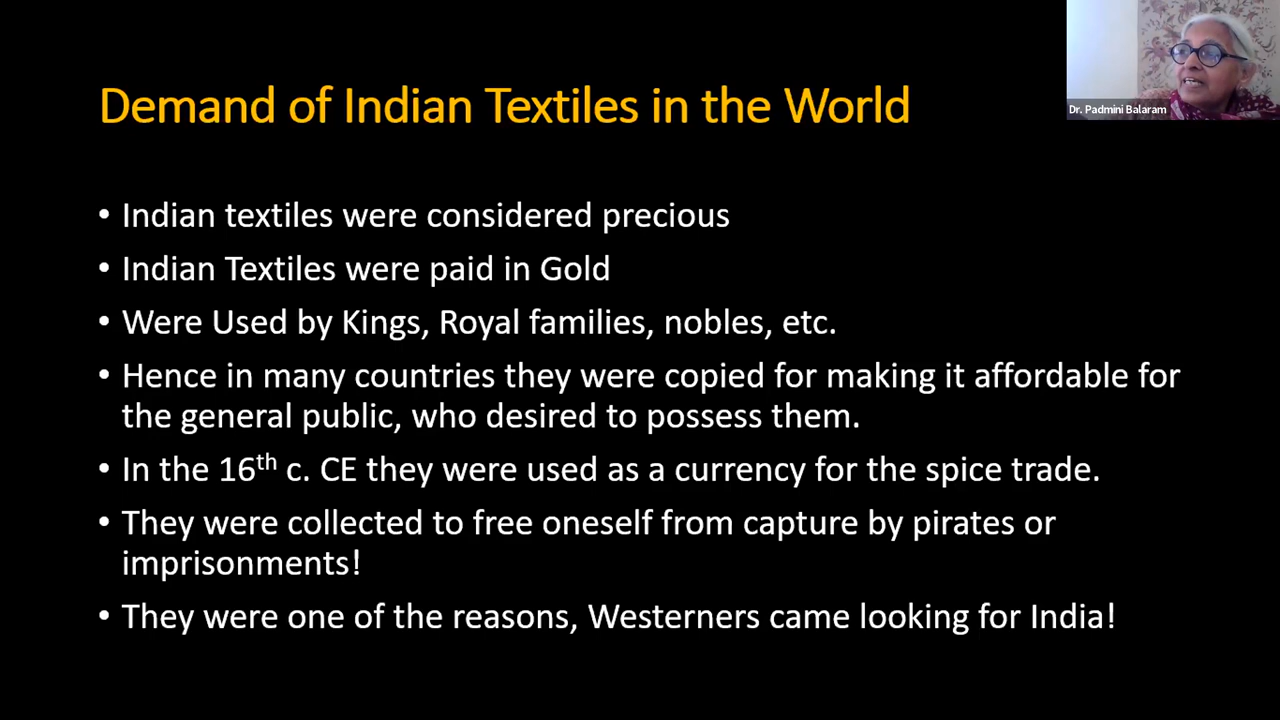 Demand of Indian Textiles in the World
Dr. Padmini Balaram
• Indian textiles were considered precious
• Indian Textiles were paid in Gold
• Were Used by Kings, Royal families, nobles, etc.
• Hence in many countries they were copied for making it affordable for
the general public, who desired to possess them.
• In the 16th c. CE they were used as a currency for the spice trade.
• They were collected to free oneself from capture by pirates or
imprisonments!
• They were one of the reasons, Westerners came looking for India!